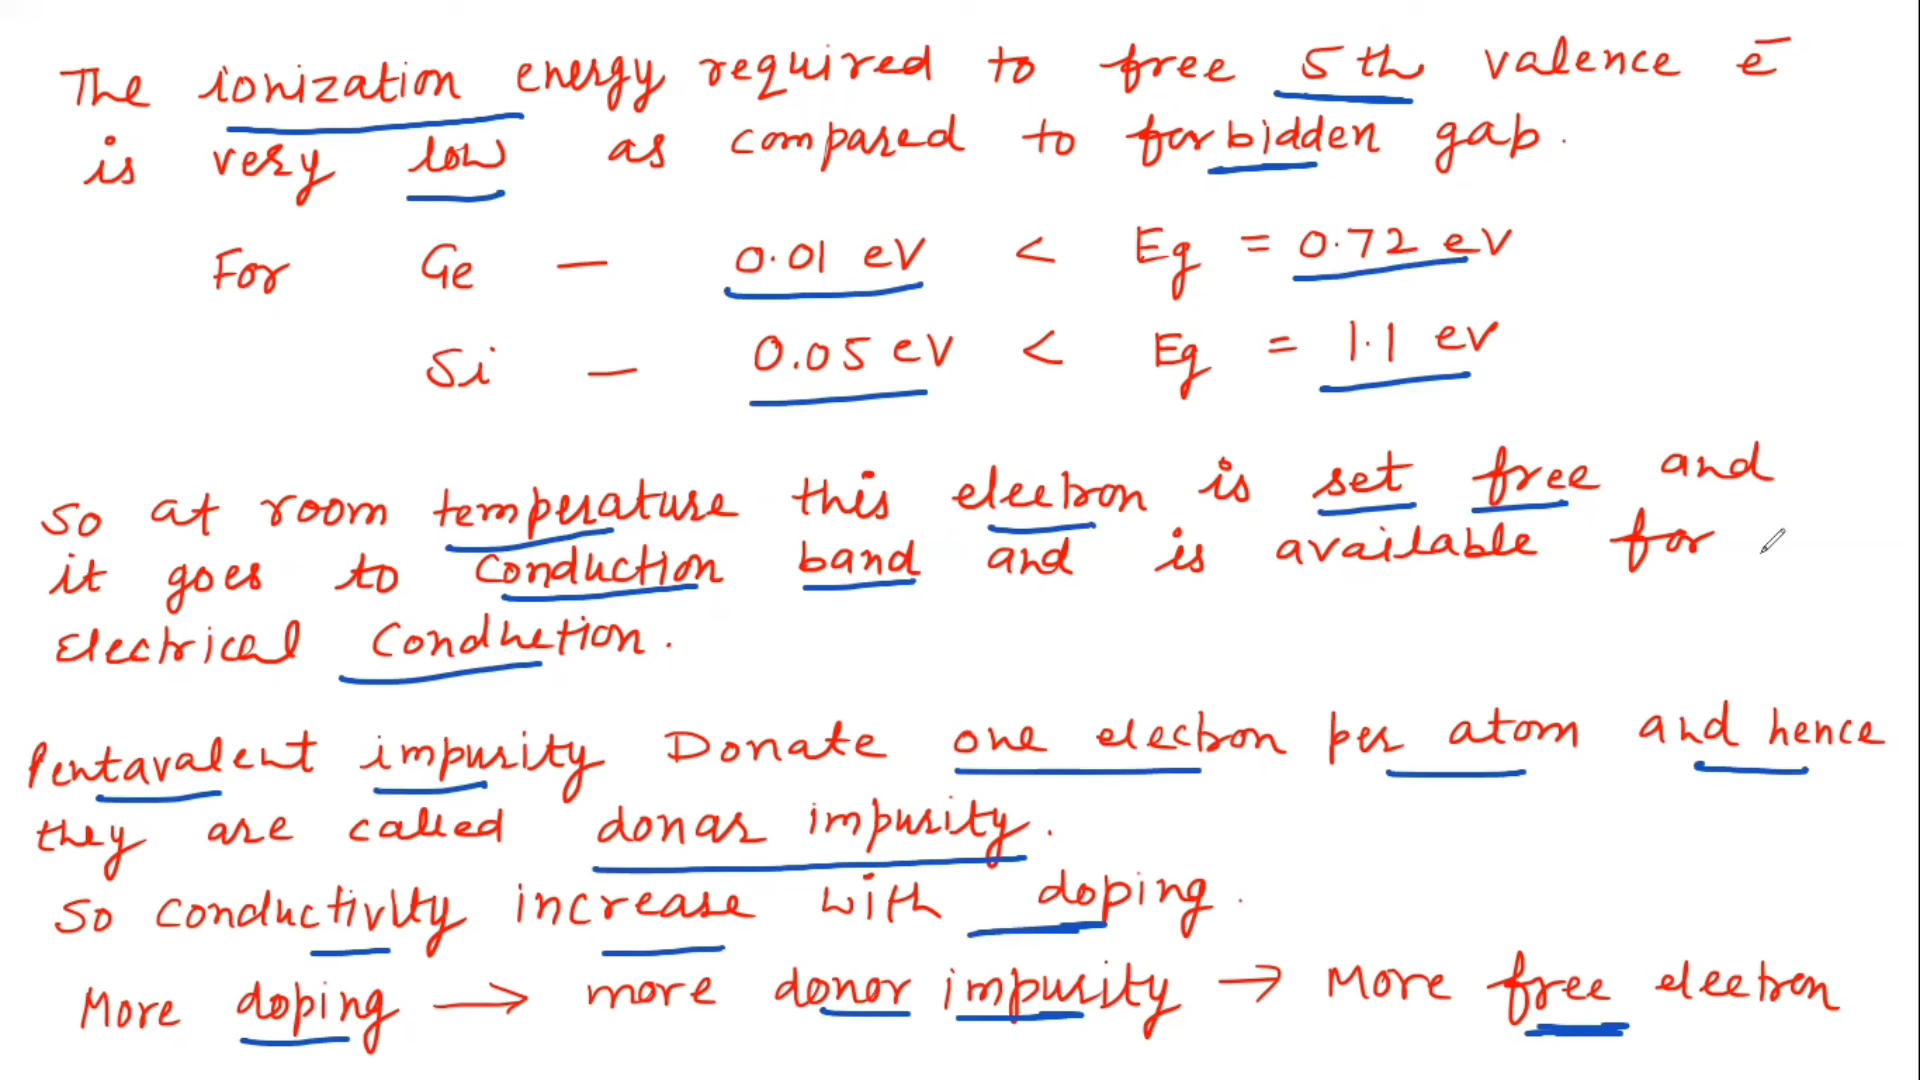 The ionization energy required to free 5th valence e̅
is very low as compared to forbidden gap.
For Ge — 0.01 eV < Eg = 0.72 eV
Si — 0.05 eV < Eg = 1.1 eV
So at room temperature this electron is set free and
it goes to conduction band and is available for
Electrical Conduction.
Pentavalent impurity Donate one electron per atom and hence
they are called donar impurity.
So conductivity increase with doping.
More doping → more donor impurity → More free electron